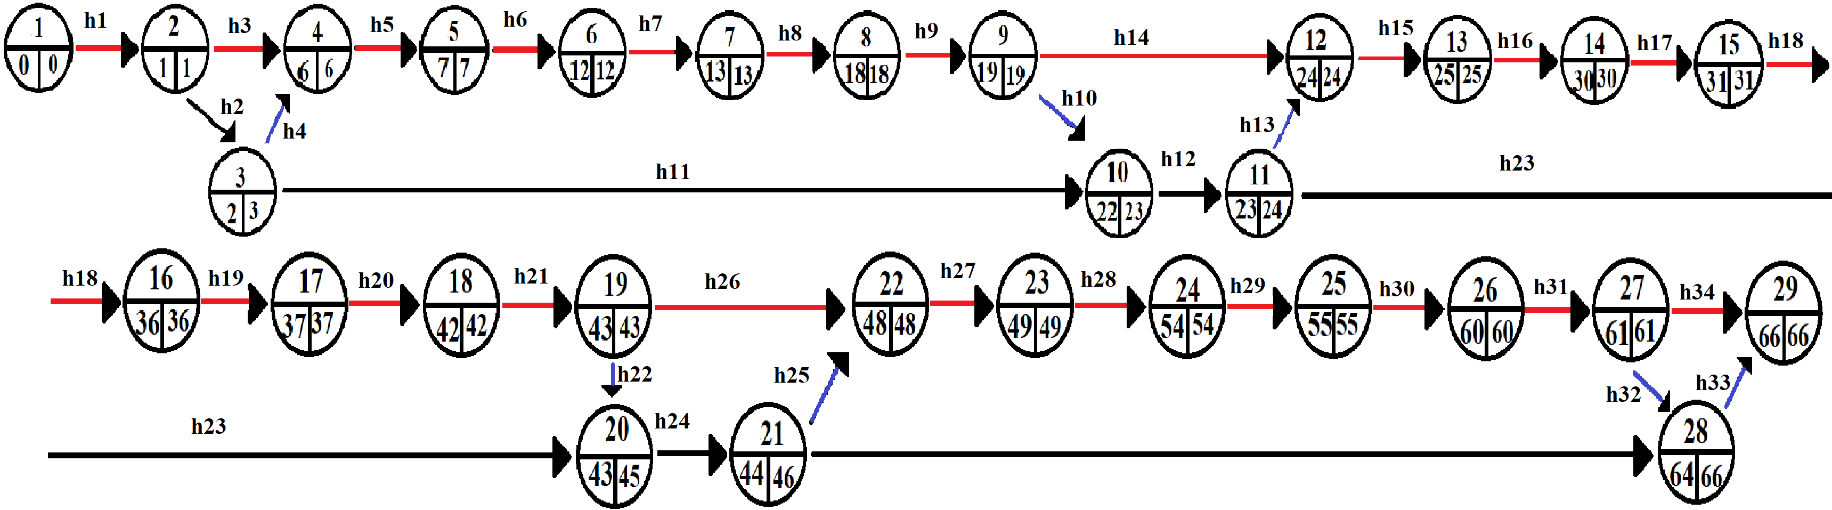 h1 h3 h5 h6 h7 h8 h9 h14 h15 h16 h17 h18
1 2 4 5 6 7 8 9 12 13 14 15
0 0 1 1 6 6 7 7 12 12 13 13 18 18 19 19 24 24 25 25 30 30 31 31
h2 h4 h10 h13
h11 h12 h23
3 10 11
2 3 22 23 23 24
h18 h19 h20 h21 h26 h27 h28 h29 h30 h31 h34
16 17 18 19 22 23 24 25 26 27 29
36 36 37 37 42 42 43 43 48 48 49 49 54 54 55 55 60 60 61 61 66 66
h22 h25 h32 h33
h23 h24
20 21 28
43 45 44 46 64 66